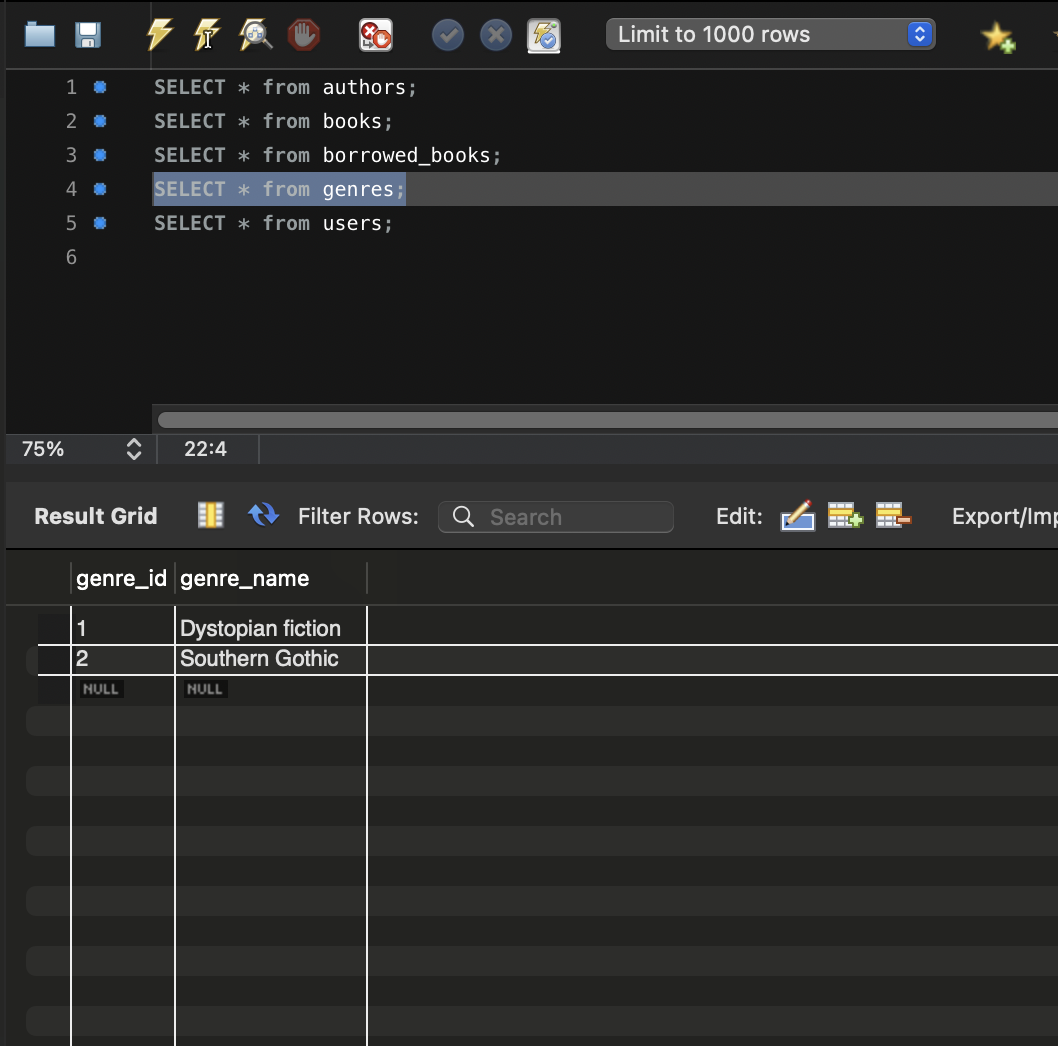 Limit to 1000 rows
1 SELECT * from authors;
2 SELECT * from books;
3 SELECT * from borrowed_books;
4 SELECT * from genres;
5 SELECT * from users;
6
75% 22:4
Result Grid Filter Rows: Search Edit: Export/Imp
genre_id genre_name
1 Dystopian fiction
2 Southern Gothic
NULL NULL